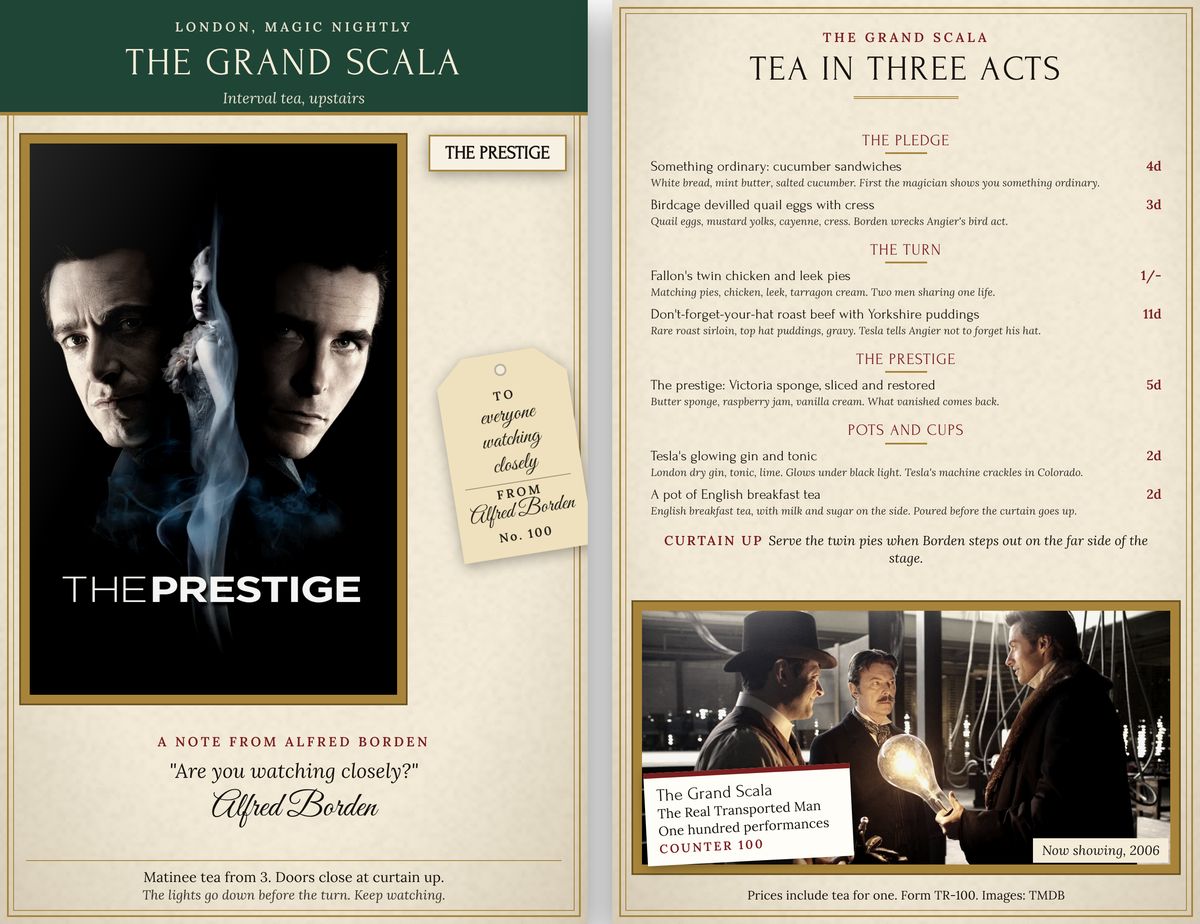 LONDON, MAGIC NIGHTLY
THE GRAND SCALA
Interval tea, upstairs
THE PRESTIGE
THE PRESTIGE
TO
everyone
watching
closely
FROM
Alfred Borden
No. 100
A NOTE FROM ALFRED BORDEN
"Are you watching closely?"
Alfred Borden
Matinee tea from 3. Doors close at curtain up.
The lights go down before the turn. Keep watching.
THE GRAND SCALA
TEA IN THREE ACTS
THE PLEDGE
Something ordinary: cucumber sandwiches 4d
White bread, mint butter, salted cucumber. First the magician shows you something ordinary.
Birdcage devilled quail eggs with cress 3d
Quail eggs, mustard yolks, cayenne, cress. Borden wrecks Angier's bird act.
THE TURN
Fallon's twin chicken and leek pies 1/-
Matching pies, chicken, leek, tarragon cream. Two men sharing one life.
Don't-forget-your-hat roast beef with Yorkshire puddings 11d
Rare roast sirloin, top hat puddings, gravy. Tesla tells Angier not to forget his hat.
THE PRESTIGE
The prestige: Victoria sponge, sliced and restored 5d
Butter sponge, raspberry jam, vanilla cream. What vanished comes back.
POTS AND CUPS
Tesla's glowing gin and tonic 2d
London dry gin, tonic, lime. Glows under black light. Tesla's machine crackles in Colorado.
A pot of English breakfast tea 2d
English breakfast tea, with milk and sugar on the side. Poured before the curtain goes up.
CURTAIN UP Serve the twin pies when Borden steps out on the far side of the
stage.
The Grand Scala
The Real Transported Man
One hundred performances
COUNTER 100
Now showing, 2006
Prices include tea for one. Form TR-100. Images: TMDB